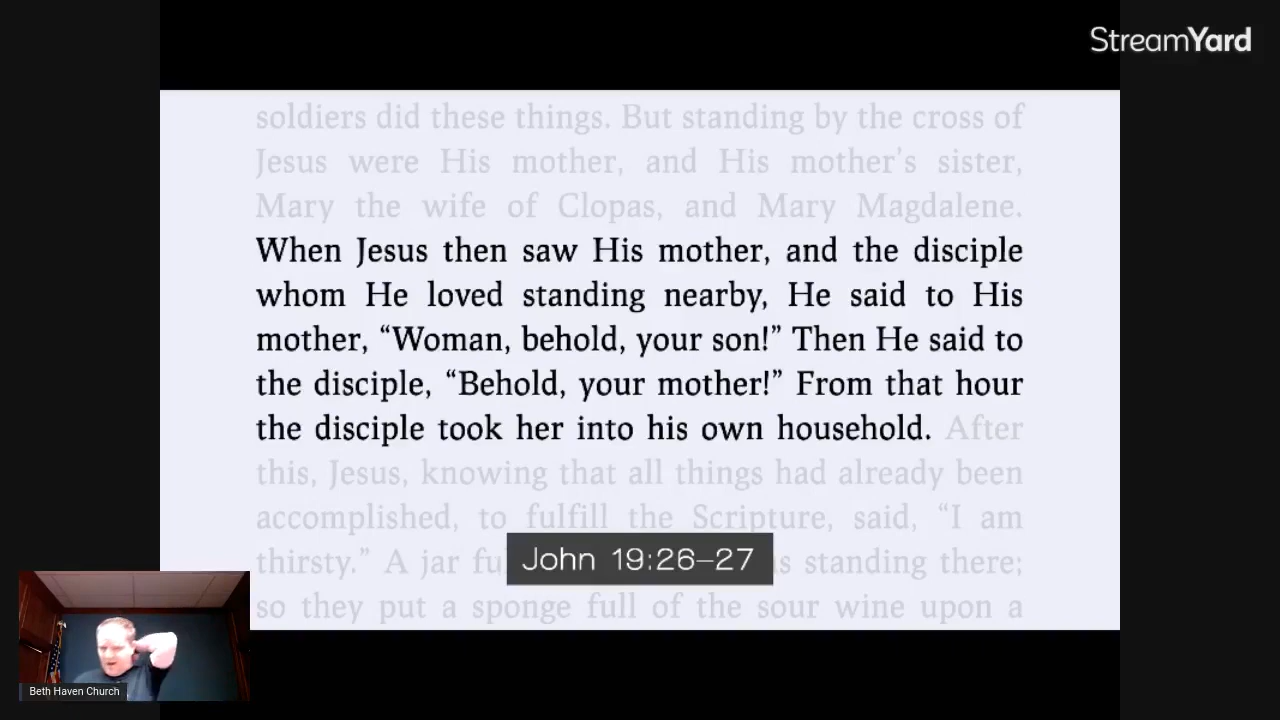 StreamYard
soldiers did these things. But standing by the cross of
Jesus were His mother, and His mother’s sister,
Mary the wife of Clopas, and Mary Magdalene.
When Jesus then saw His mother, and the disciple
whom He loved standing nearby, He said to His
mother, “Woman, behold, your son!” Then He said to
the disciple, “Behold, your mother!” From that hour
the disciple took her into his own household. After
this, Jesus, knowing that all things had already been
accomplished, to fulfill the Scripture, said, “I am
thirsty.” A jar standing there;
John 19:26–27
so they put a sponge full of the sour wine upon a
Beth Haven Church